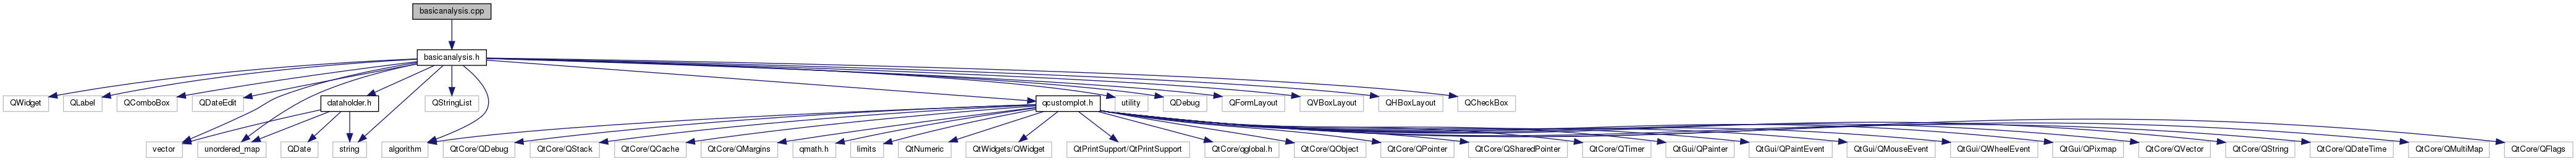 basicanalysis.cpp
basicanalysis.h
QWidget
QLabel
QComboBox
QDateEdit
dataholder.h
QStringList
qcustomplot.h
utility
QDebug
QFormLayout
QVBoxLayout
QHBoxLayout
QCheckBox
vector
unordered_map
QDate
string
algorithm
QtCore/QDebug
QtCore/QStack
QtCore/QCache
QtCore/QMargins
qmath.h
limits
QtNumeric
QtWidgets/QWidget
QtPrintSupport/QtPrintSupport
QtCore/qglobal.h
QtCore/QObject
QtCore/QPointer
QtCore/QSharedPointer
QtCore/QTimer
QtGui/QPainter
QtGui/QPaintEvent
QtGui/QMouseEvent
QtGui/QWheelEvent
QtGui/QPixmap
QtCore/QVector
QtCore/QString
QtCore/QDateTime
QtCore/QMultiMap
QtCore/QFlags